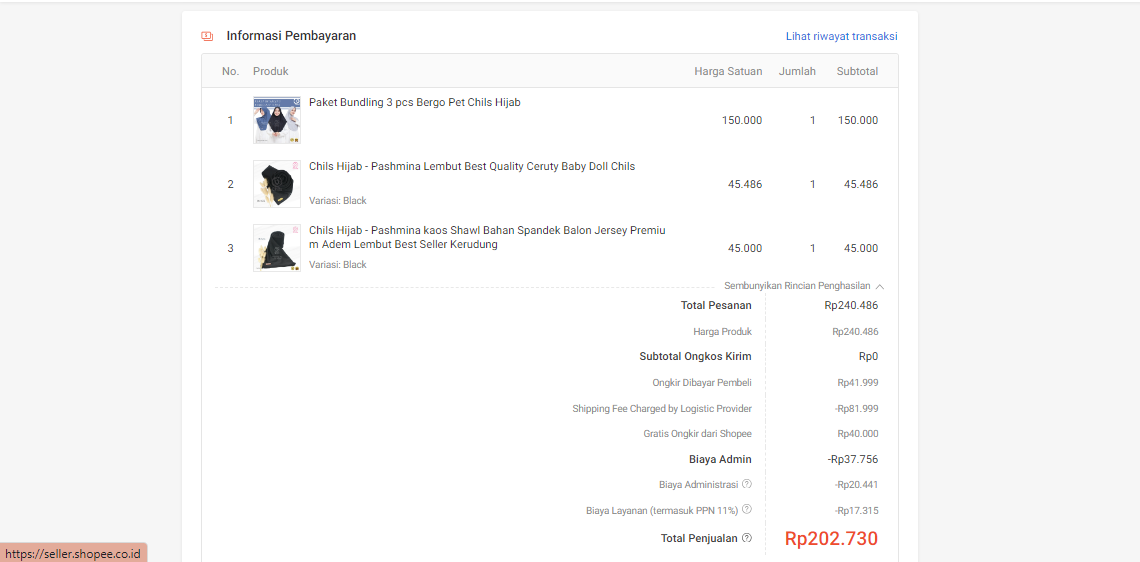 Informasi Pembayaran
Lihat riwayat transaksi
No. Produk Harga Satuan Jumlah Subtotal
1 Paket Bundling 3 pcs Bergo Pet Chils Hijab 150.000 1 150.000
2 Chils Hijab - Pashmina Lembut Best Quality Ceruty Baby Doll Chils 45.486 1 45.486
Variasi: Black
3 Chils Hijab - Pashmina kaos Shawl Bahan Spandek Balon Jersey Premiu
m Adem Lembut Best Seller Kerudung 45.000 1 45.000
Variasi: Black
Sembunyikan Rincian Penghasilan
Total Pesanan Rp240.486
Harga Produk Rp240.486
Subtotal Ongkos Kirim Rp0
Ongkir Dibayar Pembeli Rp41.999
Shipping Fee Charged by Logistic Provider -Rp81.999
Gratis Ongkir dari Shopee Rp40.000
Biaya Admin -Rp37.756
Biaya Administrasi -Rp20.441
Biaya Layanan (termasuk PPN 11%) -Rp17.315
Total Penjualan Rp202.730
https://seller.shopee.co.id